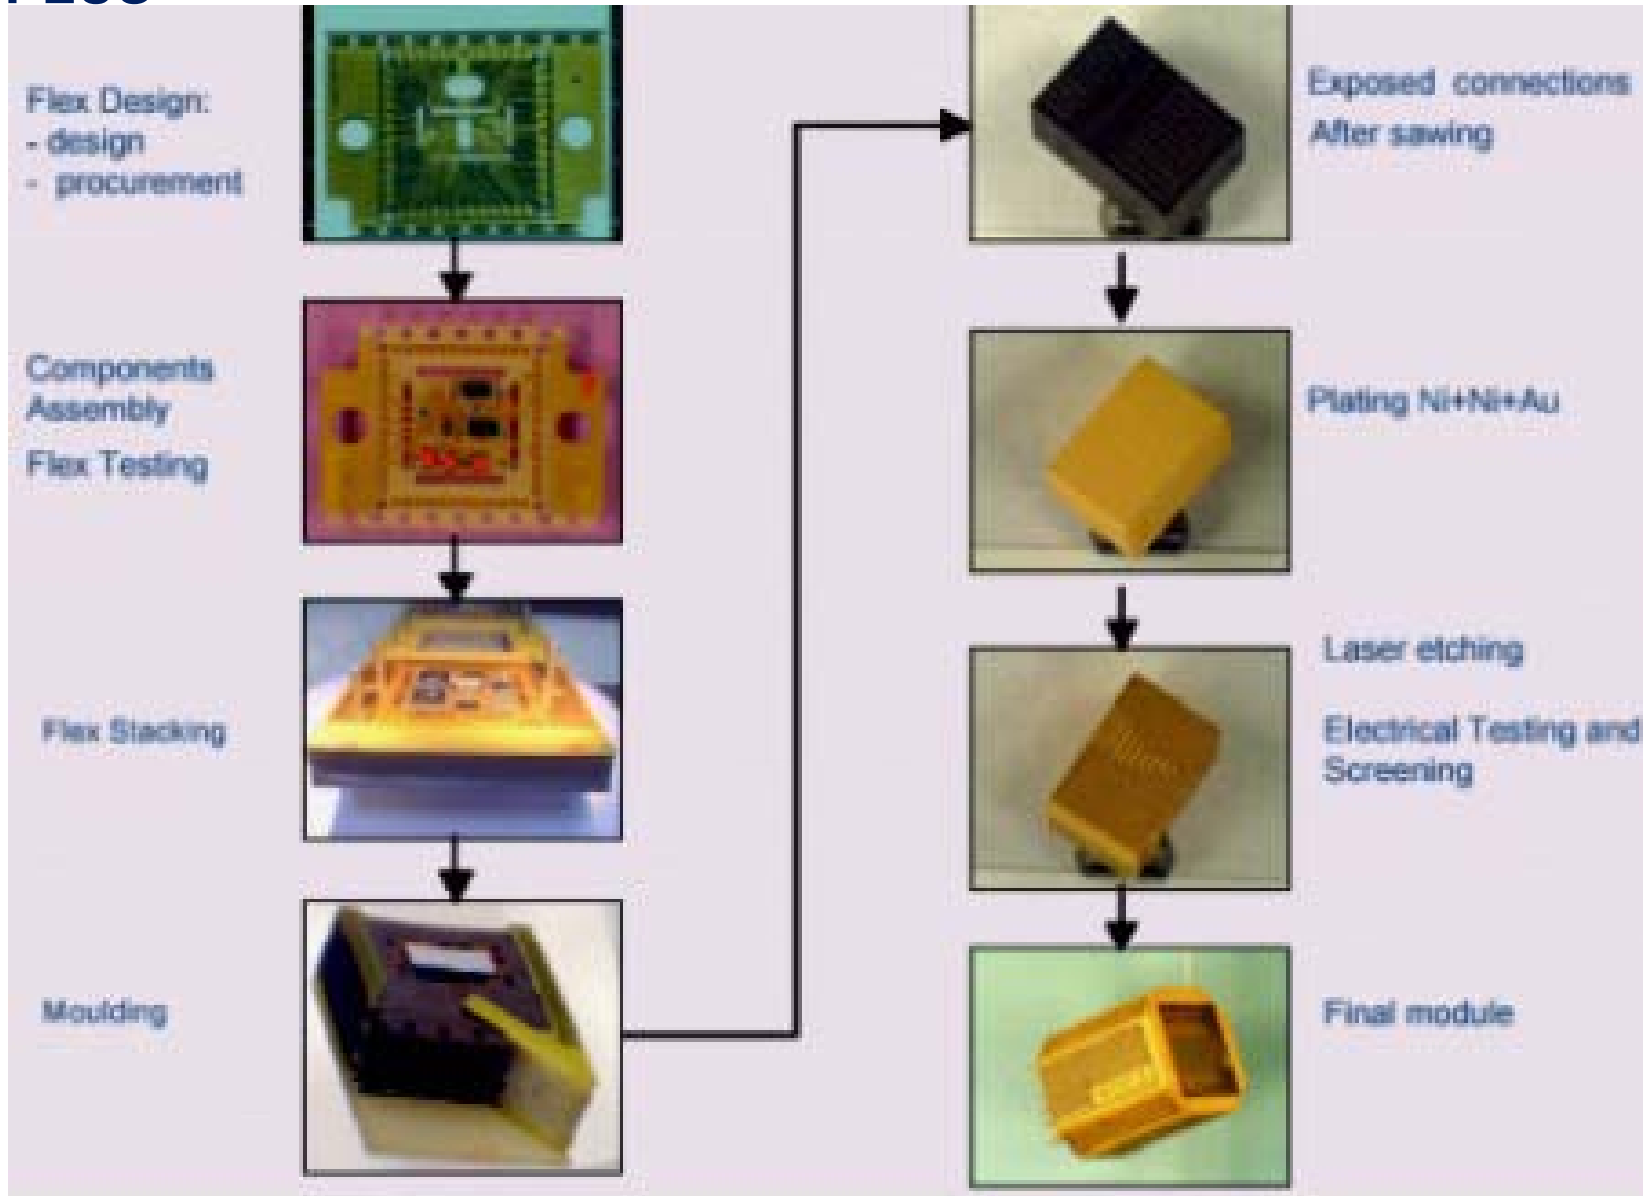 Flex Design:
- design
- procurement
Components
Assembly
Flex Testing
Flex Stacking
Moulding
Exposed connections
After sawing
Plating Ni+Ni+Au
Laser etching
Electrical Testing and
Screening
Final module